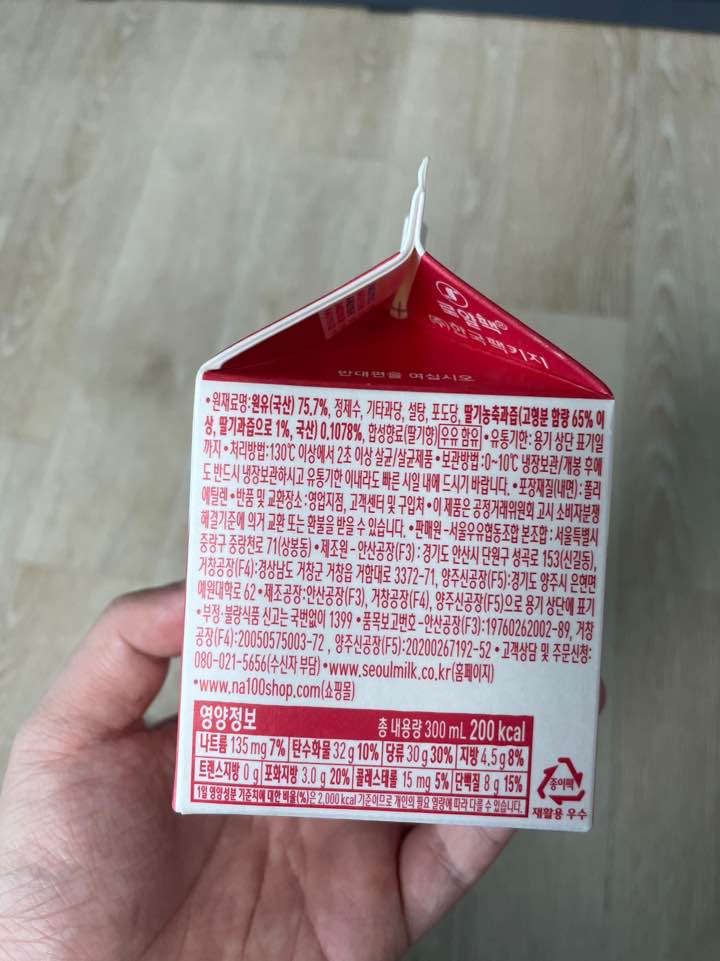 로얄팩®
(주)한국팩키지
반대편을 여십시오
•원재료명:원유(국산) 75.7%, 정제수, 기타과당, 설탕, 포도당, 딸기농축과즙(고형분 함량 65% 이
상, 딸기과즙으로 1%, 국산) 0.1078%, 합성향료(딸기향) 우유 함유 •유통기한: 용기 상단 표기일
까지 •처리방법:130℃ 이상에서 2초 이상 살균/살균제품 •보관방법:0~10℃ 냉장보관/개봉 후에
도 반드시 냉장보관하시고 유통기한 이내라도 빠른 시일 내에 드시기 바랍니다. •포장재질(내면): 폴리
에틸렌 •반품 및 교환장소:영업지점, 고객센터 및 구입처 •이 제품은 공정거래위원회 고시 소비자분쟁
해결기준에 의거 교환 또는 환불을 받을 수 있습니다. •판매원-서울우유협동조합 본조합 : 서울특별시
중랑구 중랑천로 71(상봉동) •제조원-안산공장(F3) : 경기도 안산시 단원구 성곡로 153(신길동),
거창공장(F4):경상남도 거창군 거창읍 거함대로 3372-71, 양주신공장(F5):경기도 양주시 은현면
예원대학로 62 •제조공장:안산공장(F3), 거창공장(F4), 양주신공장(F5)으로 용기 상단에 표기
•부정·불량식품 신고는 국번없이 1399 •품목보고번호-안산공장(F3):19760262002-89, 거창
공장(F4):20050575003-72 , 양주신공장(F5):20200267192-52 •고객상담 및 주문신청:
080-021-5656(수신자 부담) •www.seoulmilk.co.kr(홈페이지)
•www.na100shop.com(쇼핑몰)
영양정보 총 내용량 300 mL 200 kcal
나트륨 135 mg 7% 탄수화물 32 g 10% 당류 30 g 30% 지방 4.5 g 8%
트랜스지방 0 g 포화지방 3.0 g 20% 콜레스테롤 15 mg 5% 단백질 8 g 15%
1일 영양성분 기준치에 대한 비율(%)은 2,000 kcal 기준이므로 개인의 필요 열량에 따라 다를 수 있습니다.
종이팩
재활용 우수